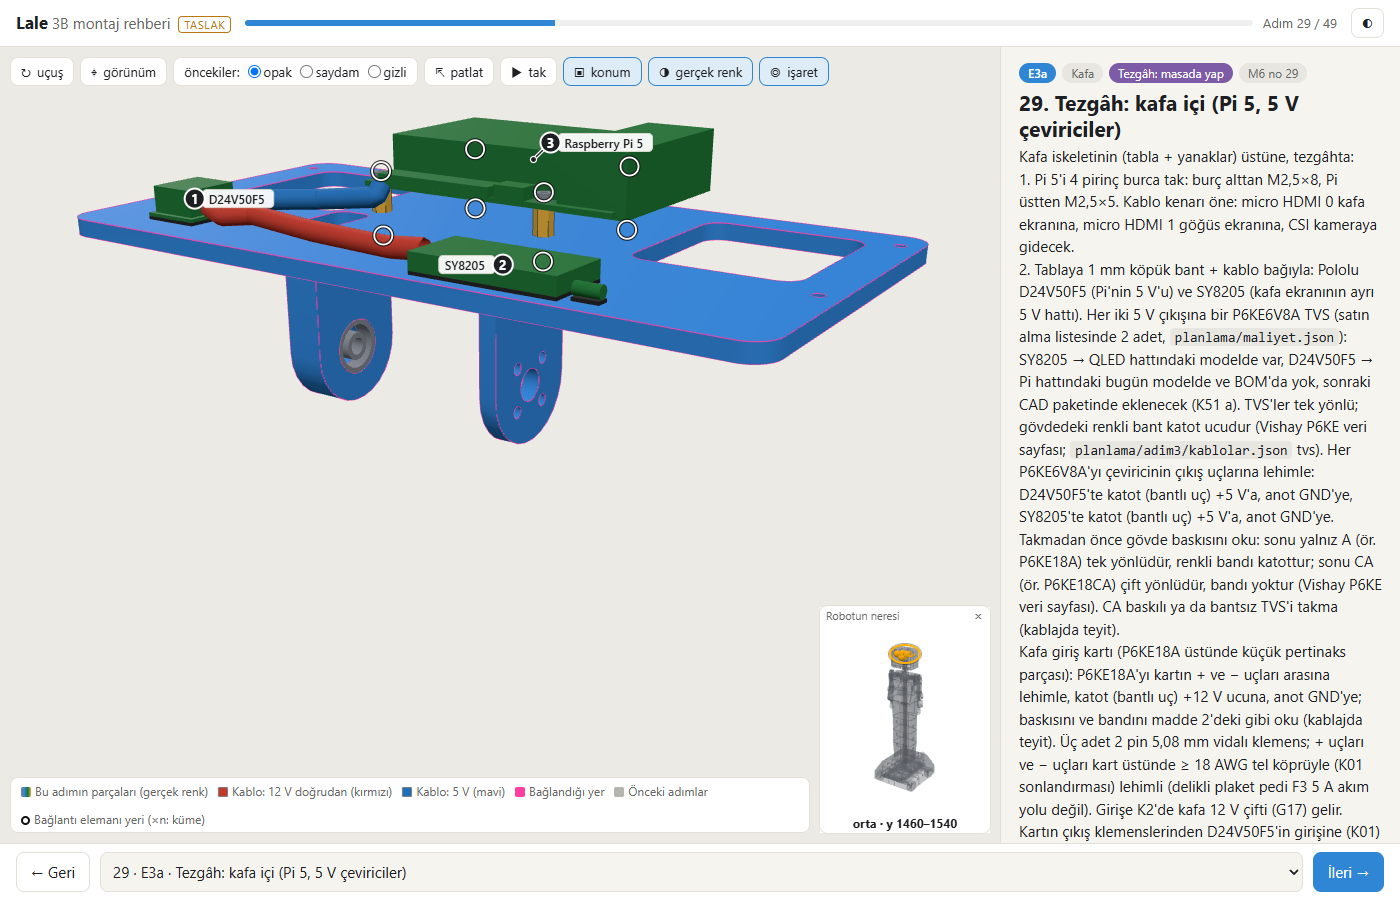 Lale 3B montaj rehberi TASLAK
Adım 29 / 49
↻ uçuş
⌖ görünüm
öncekiler: opak saydam gizli
⇱ patlat
▶ tak
▣ konum
◑ gerçek renk
◎ işaret
1 D24V50F5
2 SY8205
3 Raspberry Pi 5
Robotun neresi ×
orta · y 1460–1540
Bu adımın parçaları (gerçek renk) Kablo: 12 V doğrudan (kırmızı) Kablo: 5 V (mavi) Bağlandığı yer Önceki adımlar
Bağlantı elemanı yeri (×n: küme)
E3a Kafa Tezgâh: masada yap M6 no 29
29. Tezgâh: kafa içi (Pi 5, 5 V
çeviriciler)
Kafa iskeletinin (tabla + yanaklar) üstüne, tezgâhta:
1. Pi 5'i 4 pirinç burca tak: burç alttan M2,5×8, Pi
üstten M2,5×5. Kablo kenarı öne: micro HDMI 0 kafa
ekranına, micro HDMI 1 göğüs ekranına, CSI kameraya
gidecek.
2. Tablaya 1 mm köpük bant + kablo bağıyla: Pololu
D24V50F5 (Pi'nin 5 V'u) ve SY8205 (kafa ekranının ayrı
5 V hattı). Her iki 5 V çıkışına bir P6KE6V8A TVS (satın
alma listesinde 2 adet, planlama/maliyet.json ):
SY8205 → QLED hattındaki modelde var, D24V50F5 →
Pi hattındaki bugün modelde ve BOM'da yok, sonraki
CAD paketinde eklenecek (K51 a). TVS'ler tek yönlü;
gövdedeki renkli bant katot ucudur (Vishay P6KE veri
sayfası; planlama/adim3/kablolar.json tvs). Her
P6KE6V8A'yı çeviricinin çıkış uçlarına lehimle:
D24V50F5'te katot (bantlı uç) +5 V'a, anot GND'ye,
SY8205'te katot (bantlı uç) +5 V'a, anot GND'ye.
Takmadan önce gövde baskısını oku: sonu yalnız A (ör.
P6KE18A) tek yönlüdür, renkli bandı katottur; sonu CA
(ör. P6KE18CA) çift yönlüdür, bandı yoktur (Vishay P6KE
veri sayfası). CA baskılı ya da bantsız TVS'i takma
(kablajda teyit).
Kafa giriş kartı (P6KE18A üstünde küçük pertinaks
parçası): P6KE18A'yı kartın + ve − uçları arasına
lehimle, katot (bantlı uç) +12 V ucuna, anot GND'ye;
baskısını ve bandını madde 2'deki gibi oku (kablajda
teyit). Üç adet 2 pin 5,08 mm vidalı klemens; + uçları
ve − uçları kart üstünde ≥ 18 AWG tel köprüyle (K01
sonlandırması) lehimli (delikli plaket pedi F3 5 A akım
yolu değil). Girişe K2'de kafa 12 V çifti (G17) gelir.
Kartın çıkış klemenslerinden D24V50F5'in girişine (K01)
← Geri
29 · E3a · Tezgâh: kafa içi (Pi 5, 5 V çeviriciler)
İleri →